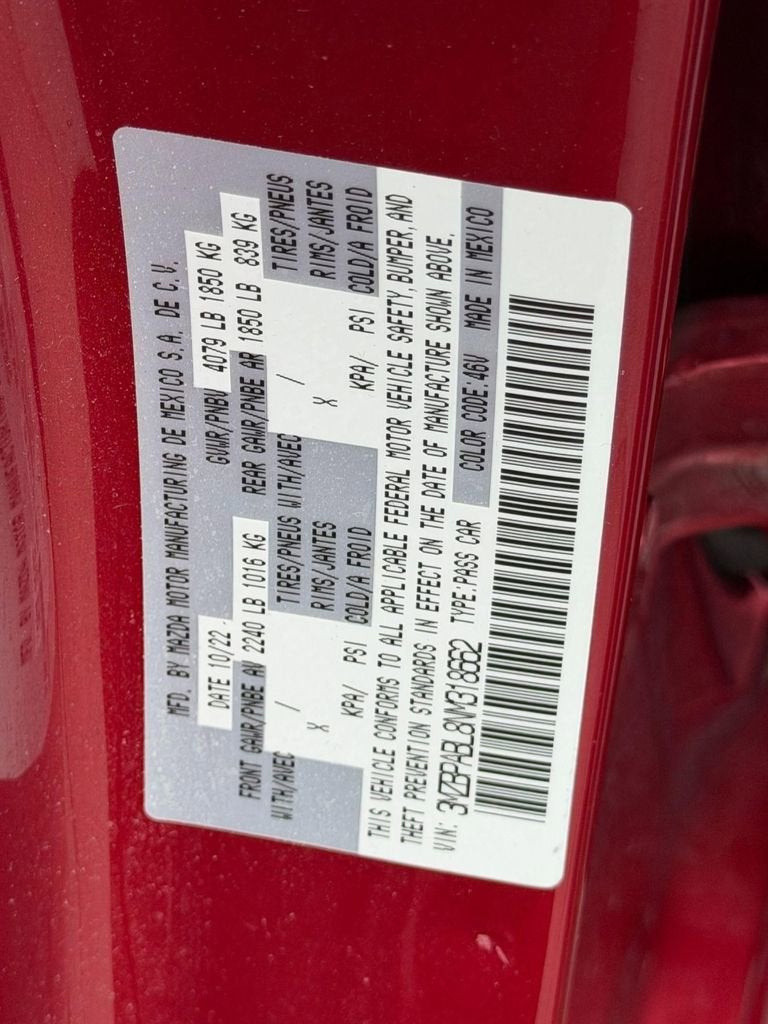 MFD. BY MAZDA MOTOR MANUFACTURING DE MEXICO S.A. DE C.V.
DATE 10/22 GVWR/PNBV 4079 LB 1850 KG
FRONT GAWR/PNBE AV 2240 LB 1016 KG REAR GAWR/PNBE AR 1850 LB 839 KG
WITH/AVEC / TIRES/PNEUS WITH/AVEC / TIRES/PNEUS
X RIMS/JANTES X RIMS/JANTES
KPA/ PSI COLD/A FROID KPA/ PSI COLD/A FROID
THIS VEHICLE CONFORMS TO ALL APPLICABLE FEDERAL MOTOR VEHICLE SAFETY, BUMPER, AND
THEFT PREVENTION STANDARDS IN EFFECT ON THE DATE OF MANUFACTURE SHOWN ABOVE.
VIN: 3MZBPABL8NM318662 TYPE:PASS CAR COLOR CODE:46V MADE IN MEXICO